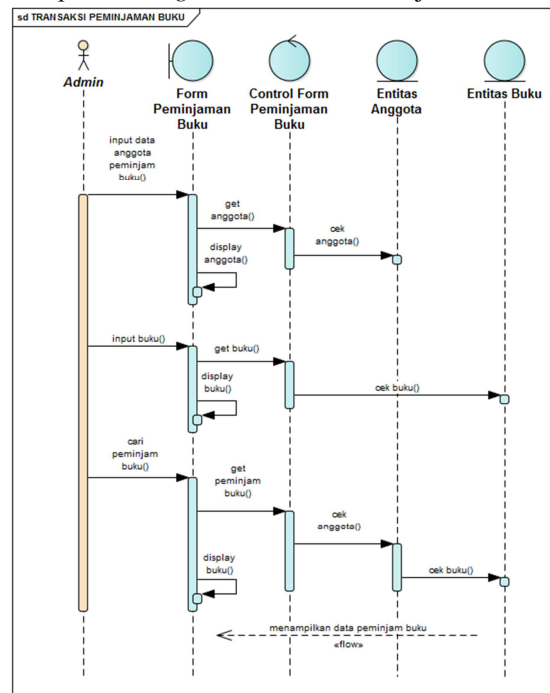 sd TRANSAKSI PEMINJAMAN BUKU
Admin
Form
Peminjaman
Buku
Control Form
Peminjaman
Buku
Entitas
Anggota
Entitas Buku
input data
anggota
peminjam
buku()
get
anggota()
cek
anggota()
display
anggota()
input buku()
get buku()
display
buku()
cek buku()
cari
peminjam
buku()
get
peminjam
buku()
cek
anggota()
display
buku()
cek buku()
menampilkan data peminjam buku
«flow»